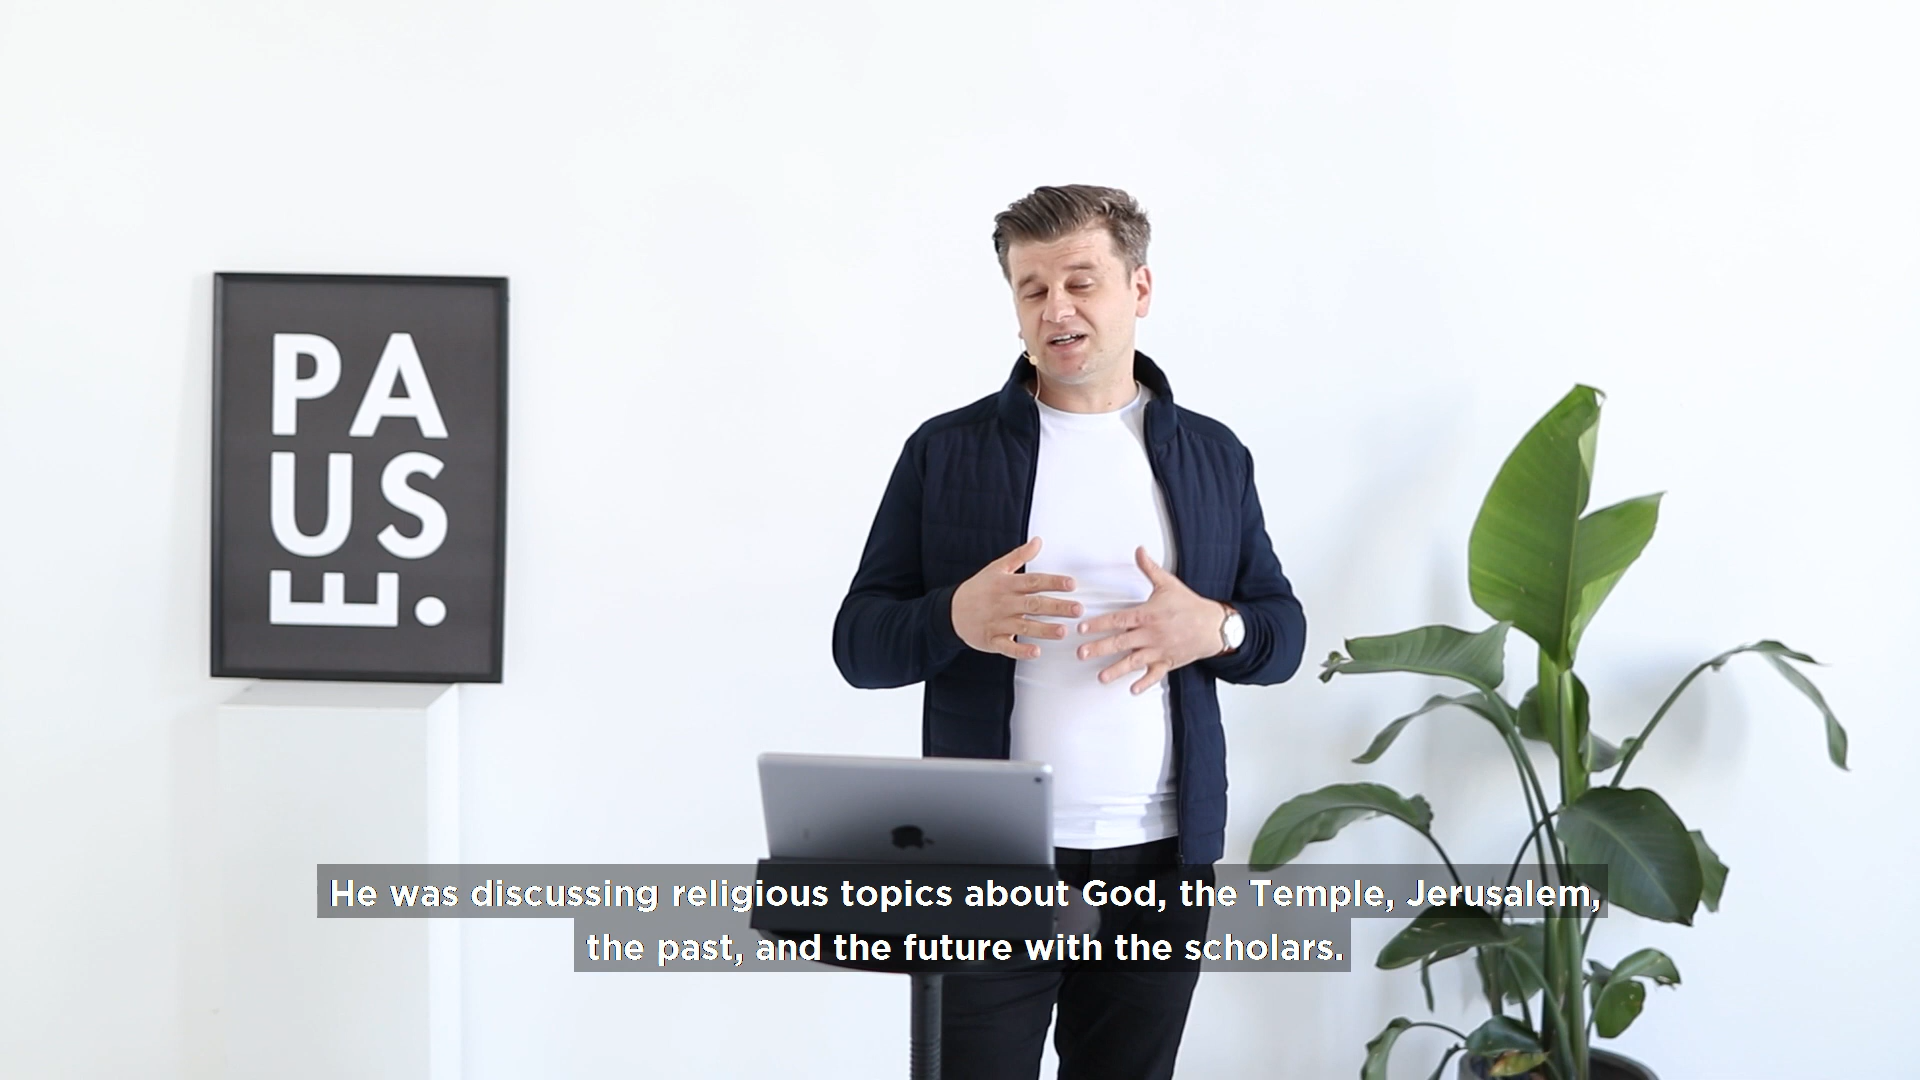 PA
US
E.
He was discussing religious topics about God, the Temple, Jerusalem,
the past, and the future with the scholars.